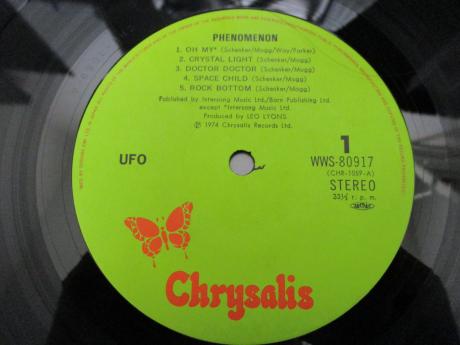 PHENOMENON
1. OH MY* (Schenker/Mogg/Way/Parker)
2. CRYSTAL LIGHT (Schenker/Mogg)
3. DOCTOR DOCTOR (Schenker/Mogg)
4. SPACE CHILD (Schenker/Mogg)
5. ROCK BOTTOM (Schenker/Mogg)
Published by Intersong Music Ltd./Barn Publishing Ltd.
except *Intersong Music Ltd.
Produced by LEO LYONS
℗ 1974 Chrysalis Records Ltd.
UFO
1
WWS-80917
(CHR-1059-A)
STEREO
33⅓ r. p. m.
Chrysalis